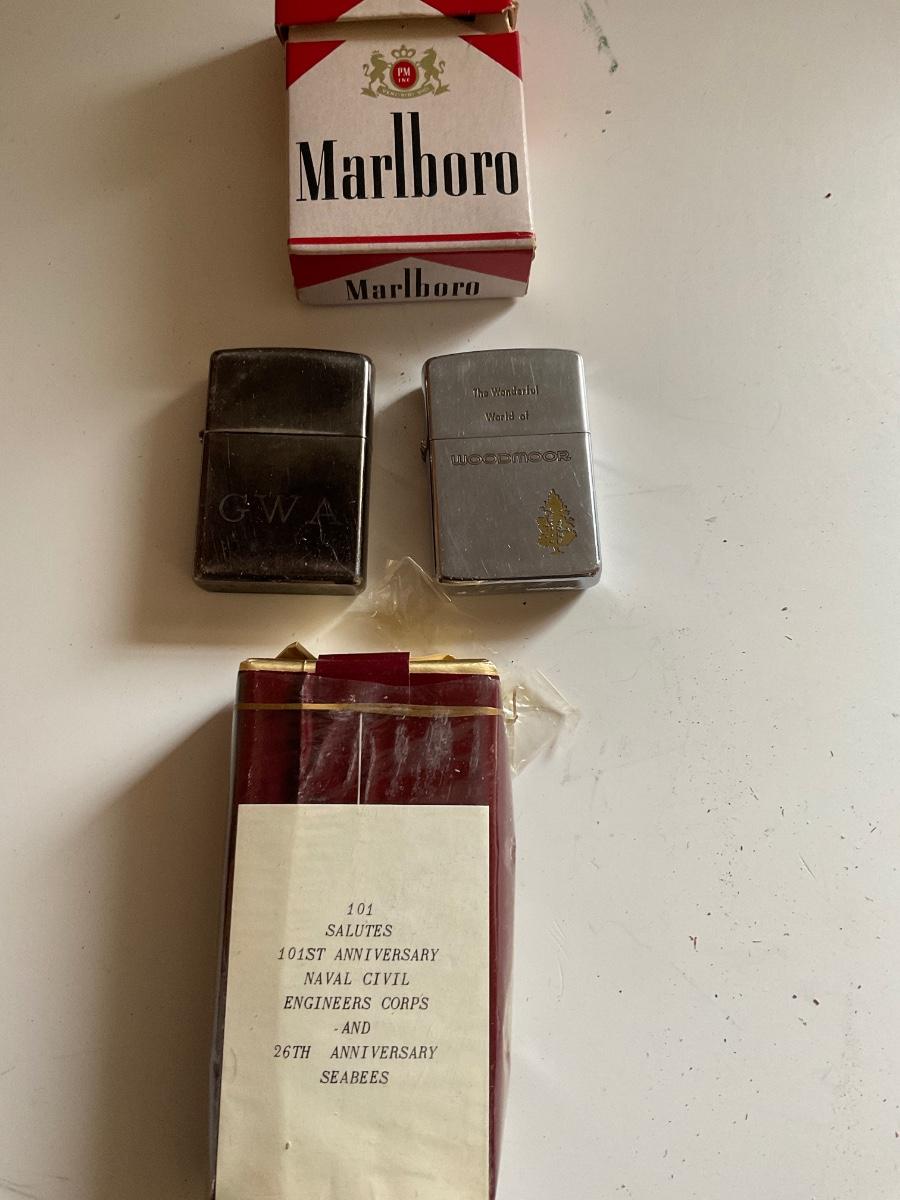 PM
INC
Marlboro
Marlboro
GWA
The Wonderful
World of
WOODMOOR
101
SALUTES
101ST ANNIVERSARY
NAVAL CIVIL
ENGINEERS CORPS
-AND
26TH ANNIVERSARY
SEABEES